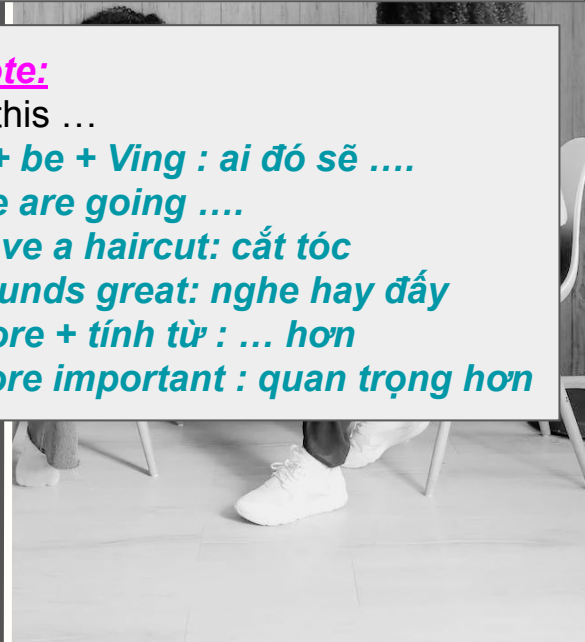 ote:
this …
+ be + Ving : ai đó sẽ ….
e are going ….
ve a haircut: cắt tóc
unds great: nghe hay đấy
ore + tính từ : … hơn
ore important : quan trọng hơn